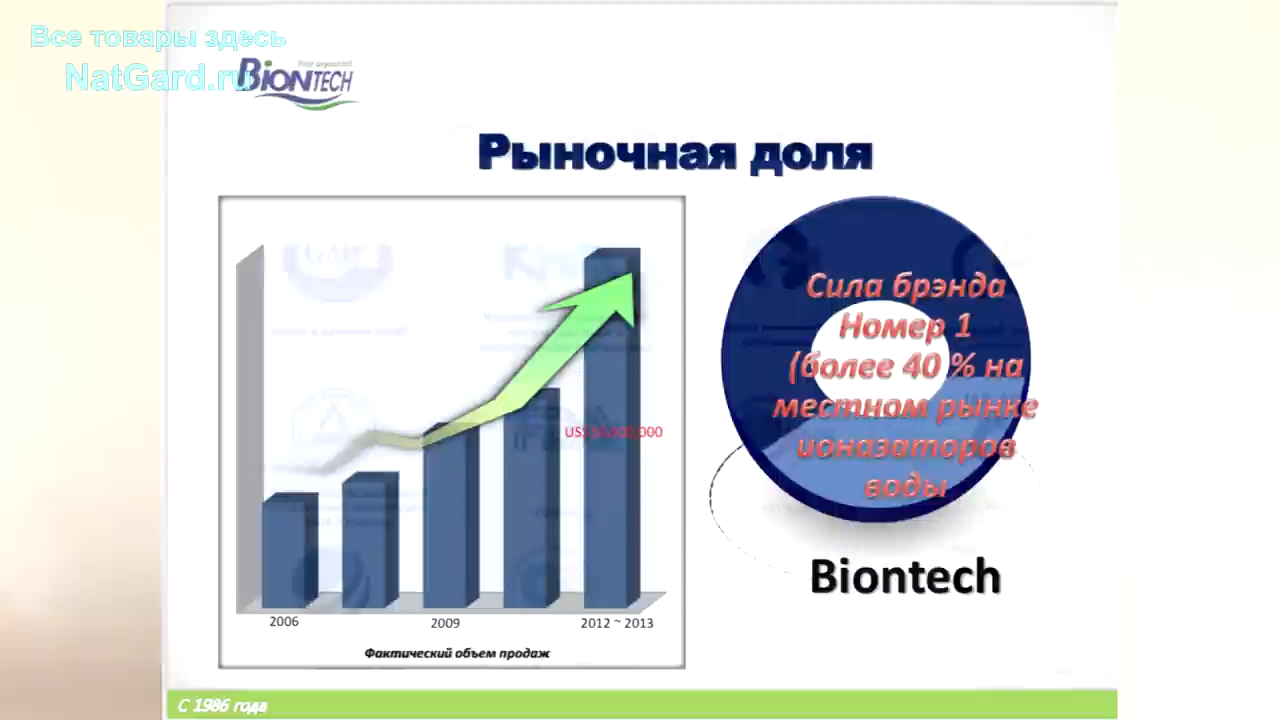 Все товары здесь
NatGard.ru
BIONTECH
Рыночная доля
Сила брэнда
Номер 1
(более 40 % на
местнам рынке
ионазаторов
воды
2006
2009
2012 ~ 2013
Фактический объем продаж
Biontech
С 1986 года